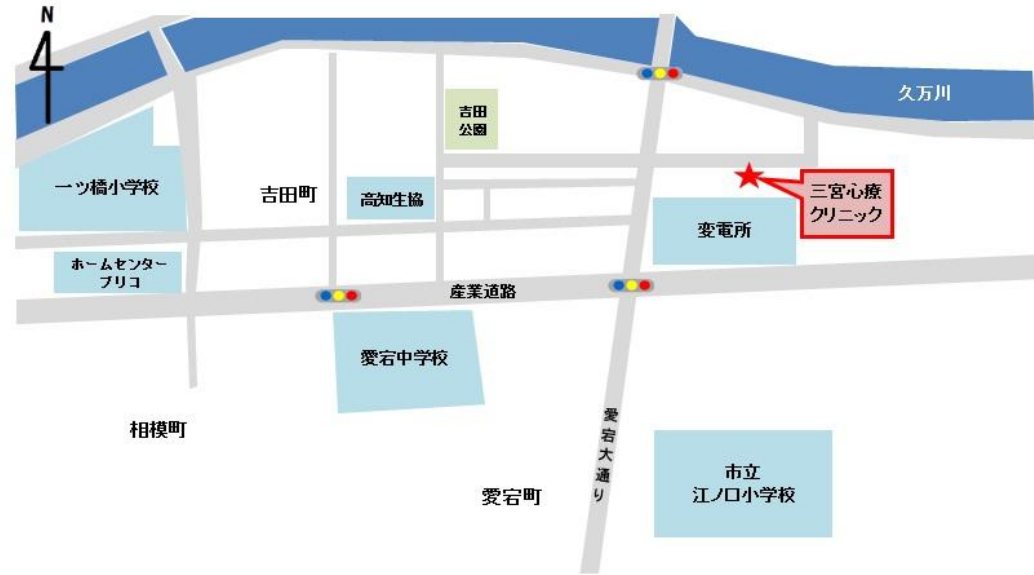 N
久万川
吉田
公園
一ツ橋小学校
吉田町
高知生協
三宮心療
クリニック
変電所
ホームセンター
ブリコ
産業道路
愛宕中学校
相模町
愛宕大通り
愛宕町
市立
江ノ口小学校